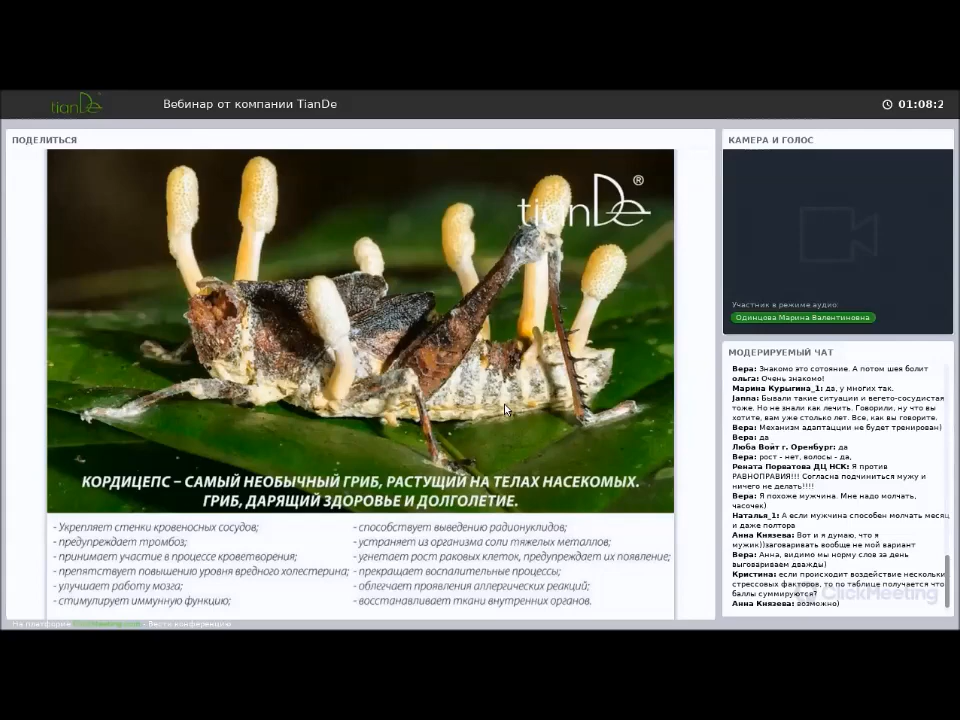 tianDe
Вебинар от компании TianDe
01:08:2
ПОДЕЛИТЬСЯ
tianDe®
КОРДИЦЕПС – САМЫЙ НЕОБЫЧНЫЙ ГРИБ, РАСТУЩИЙ НА ТЕЛАХ НАСЕКОМЫХ.
ГРИБ, ДАРЯЩИЙ ЗДОРОВЬЕ И ДОЛГОЛЕТИЕ.
- Укрепляет стенки кровеносных сосудов;
- предупреждает тромбоз;
- принимает участие в процессе кроветворения;
- препятствует повышению уровня вредного холестерина;
- улучшает работу мозга;
- стимулирует иммунную функцию;
- способствует выведению радионуклидов;
- устраняет из организма соли тяжелых металлов;
- угнетает рост раковых клеток, предупреждает их появление;
- прекращает воспалительные процессы;
- облегчает проявления аллергических реакций;
- восстанавливает ткани внутренних органов.
КАМЕРА И ГОЛОС
Участник в режиме аудио:
Одинцова Марина Валентиновна
МОДЕРИРУЕМЫЙ ЧАТ
Вера: Знакомо это сотояние. А потом шея болит
ольга: Очень знакомо!
Марина Курыгина_1: да, у многих так.
Janna: Бывали такие ситуации и вегето-сосудистая
тоже. Но не знали как лечить. Говорили, ну что вы
хотите, вам уже столько лет. Все, как вы говорите.
Вера: Механизм адаптацции не будет тренирован)
Вера: да
Люба Войт г. Оренбург: да
Вера: рост - нет, волосы - да,
Рената Порватова ДЦ НСК: Я против
РАВНОПРАВИЯ!!! Согласна подчиниться мужу и
ничего не делать!!!!
Вера: Я похоже мужчина. Мне надо молчать,
часочек)
Наталья_1: А если мужчина способен молчать месяц
и даже полтора
Анна Князева: Вот и я думаю, что я
мужик))заговаривать вообще не мой вариант
Вера: Анна, видимо мы норму слов за день
выговариваем дважды)
Кристина: если происходит воздействие нескольки
стрессовых факторов, то по таблице получается что
баллы суммируются?
Анна Князева: возможно)
ClickMeeting
На платформе ClickMeeting.com - Вести конференцию